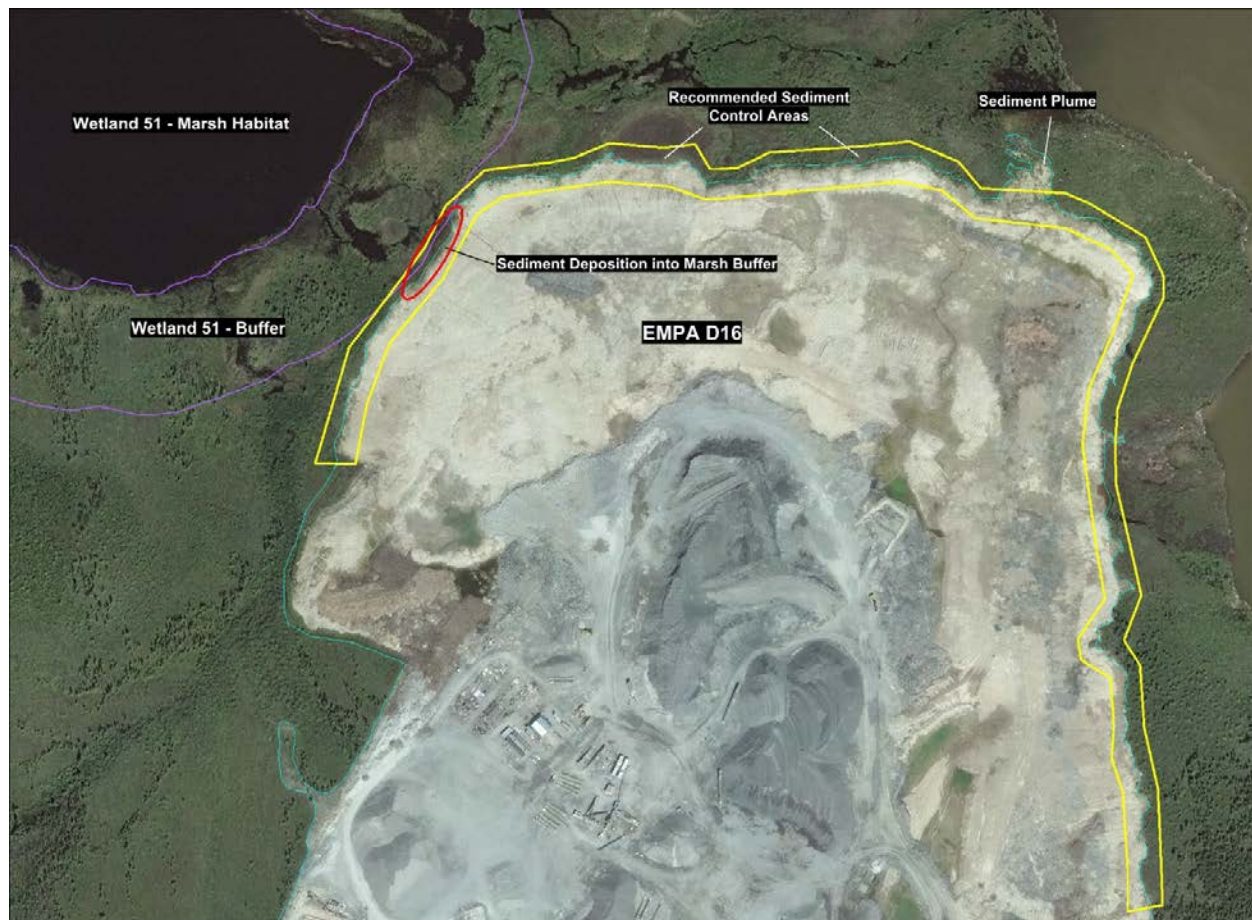 Recommended Sediment
Control Areas
Sediment Plume
Wetland 51 - Marsh Habitat
Sediment Deposition into Marsh Buffer
Wetland 51 - Buffer
EMPA D16